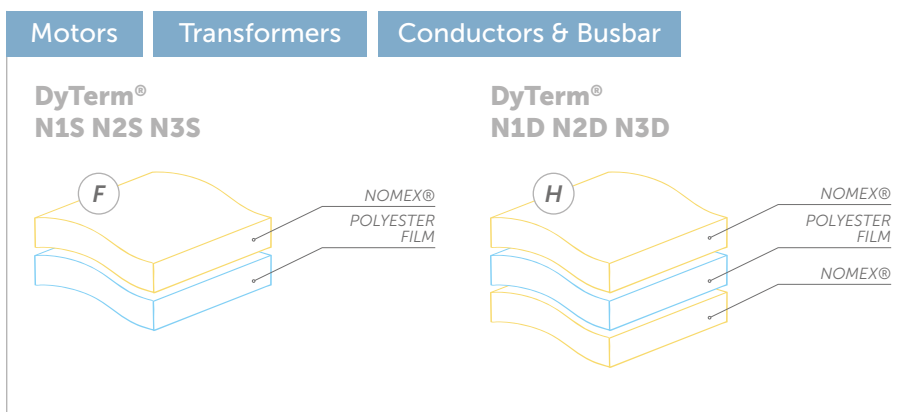 Motors
Transformers
Conductors & Busbar
DyTerm®
N1S N2S N3S
F
NOMEX®
POLYESTER
FILM
DyTerm®
N1D N2D N3D
H
NOMEX®
POLYESTER
FILM
NOMEX®